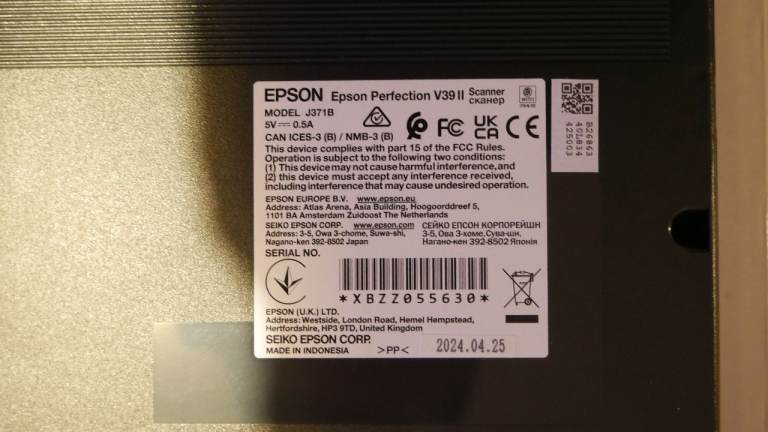 EPSON Epson Perfection V39 II Scanner сканер
MODEL J371B
5V 0.5A
FC UK CA CE
CAN ICES-3 (B) / NMB-3 (B)
This device complies with part 15 of the FCC Rules.
Operation is subject to the following two conditions:
(1) This device may not cause harmful interference,and
(2) this device must accept any interference received,
including interference that may cause undesired operation.
EPSON EUROPE B.V. www.epson.eu
Address: Atlas Arena, Asia Building, Hoogoorddreef 5,
1101 BA Amsterdam Zuidoost The Netherlands
SEIKO EPSON CORP. www.epson.com
Address: 3-5, Owa 3-chome, Suwa-shi,
Nagano-ken 392-8502 Japan
СЕЙКО ЕПСОН КОРПОРЕЙШН
3-5, Ова 3-хоме, Сува-ши,
Нагано-кен 392-8502 Япония
SERIAL NO.
*XBZZ055630*
EPSON (U.K.) LTD.
Address: Westside, London Road, Hemel Hempstead,
Hertfordshire, HP3 9TD, United Kingdom
SEIKO EPSON CORP.
MADE IN INDONESIA >PP< 2024.04.25
B26863
40L834
425003